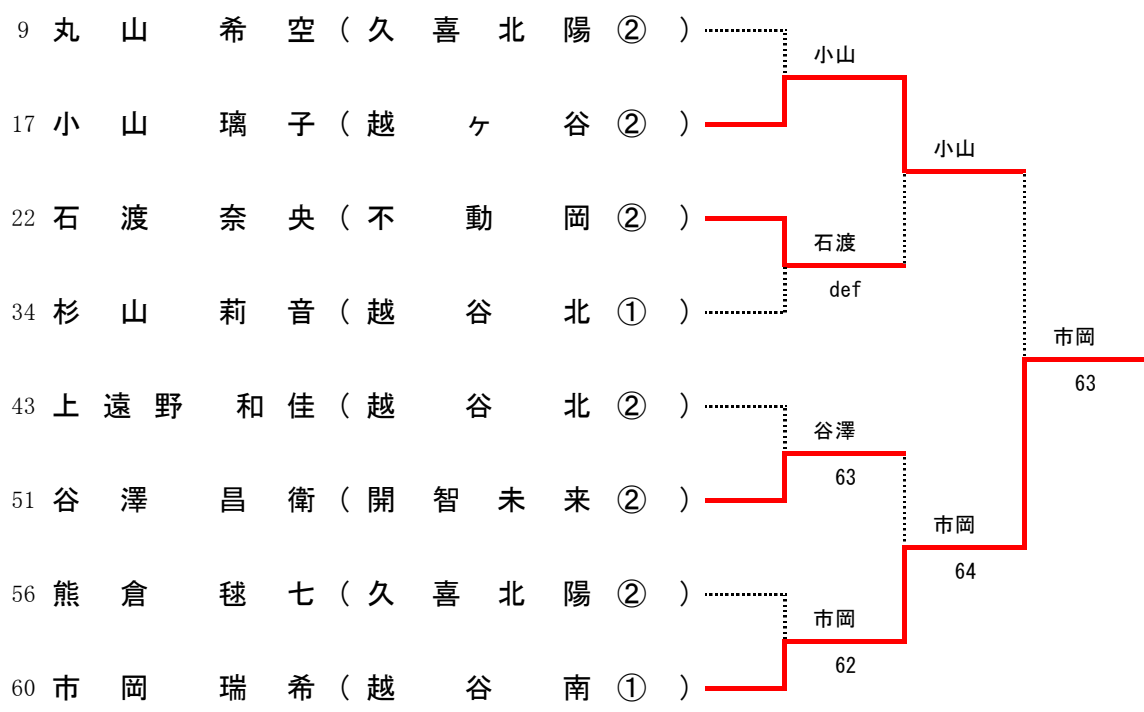 9 丸山 希空（久喜北陽②）
小山
17 小山 璃子（越ヶ谷②）
小山
22 石渡 奈央（不動岡②）
石渡
def
34 杉山 莉音（越谷北①）
市岡
63
43 上遠野 和佳（越谷北②）
谷澤
63
51 谷澤 昌衛（開智未来②）
市岡
64
56 熊倉 毬七（久喜北陽②）
市岡
62
60 市岡 瑞希（越谷南①）